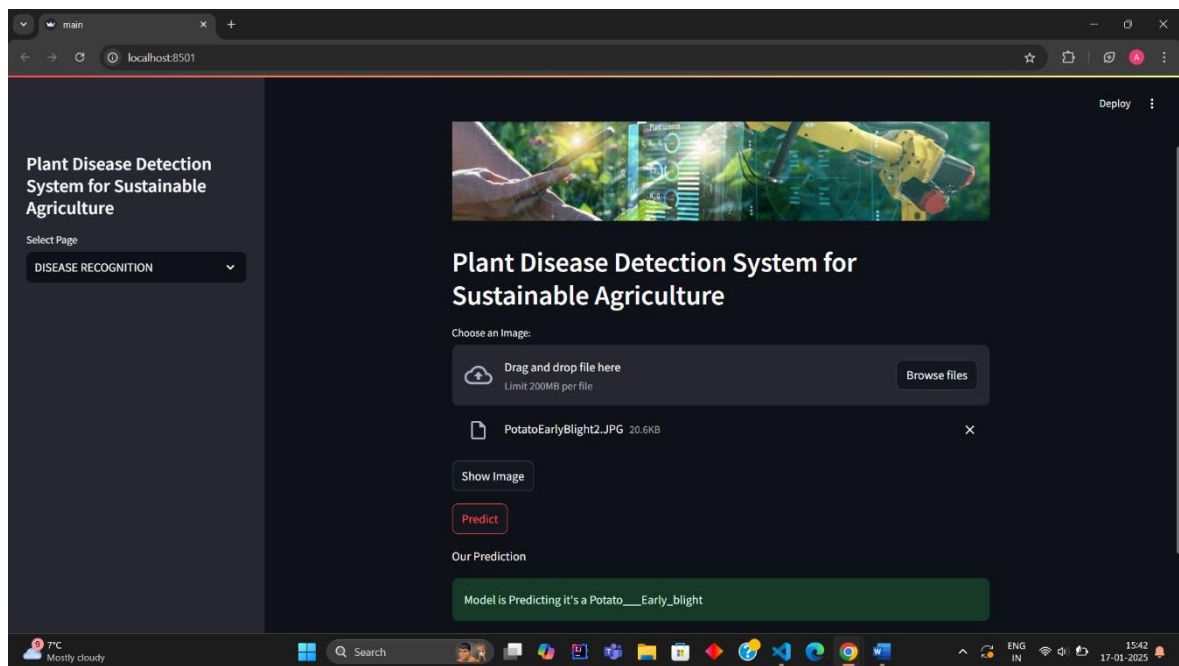 main
localhost:8501
A
Deploy
Plant Disease Detection
System for Sustainable
Agriculture
Select Page
DISEASE RECOGNITION
Plant Disease Detection System for
Sustainable Agriculture
Choose an Image:
Drag and drop file here
Limit 200MB per file
Browse files
PotatoEarlyBlight2.JPG 20.6KB
Show Image
Predict
Our Prediction
Model is Predicting it's a Potato___Early_blight
9
7°C
Mostly cloudy
Search
ENG
IN
15:42
17-01-2025